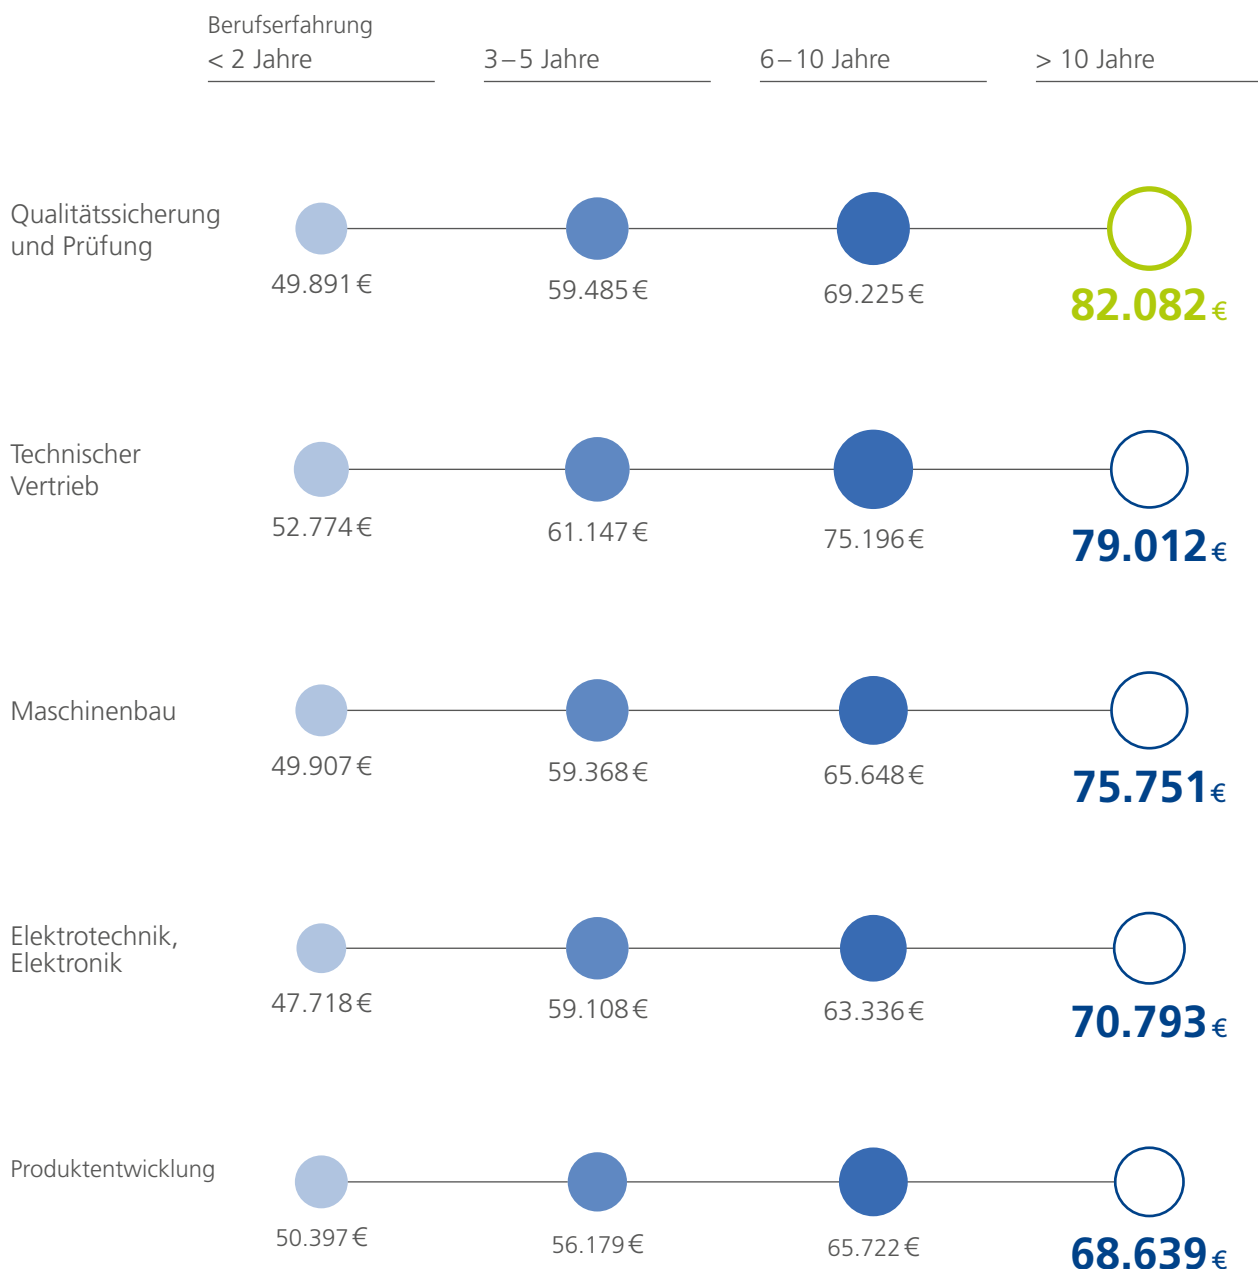 Berufserfahrung
< 2 Jahre 3–5 Jahre 6–10 Jahre > 10 Jahre
Qualitätssicherung
und Prüfung
49.891 € 59.485 € 69.225 € 82.082 €
Technischer
Vertrieb
52.774 € 61.147 € 75.196 € 79.012 €
Maschinenbau
49.907 € 59.368 € 65.648 € 75.751 €
Elektrotechnik,
Elektronik
47.718 € 59.108 € 63.336 € 70.793 €
Produktentwicklung
50.397 € 56.179 € 65.722 € 68.639 €